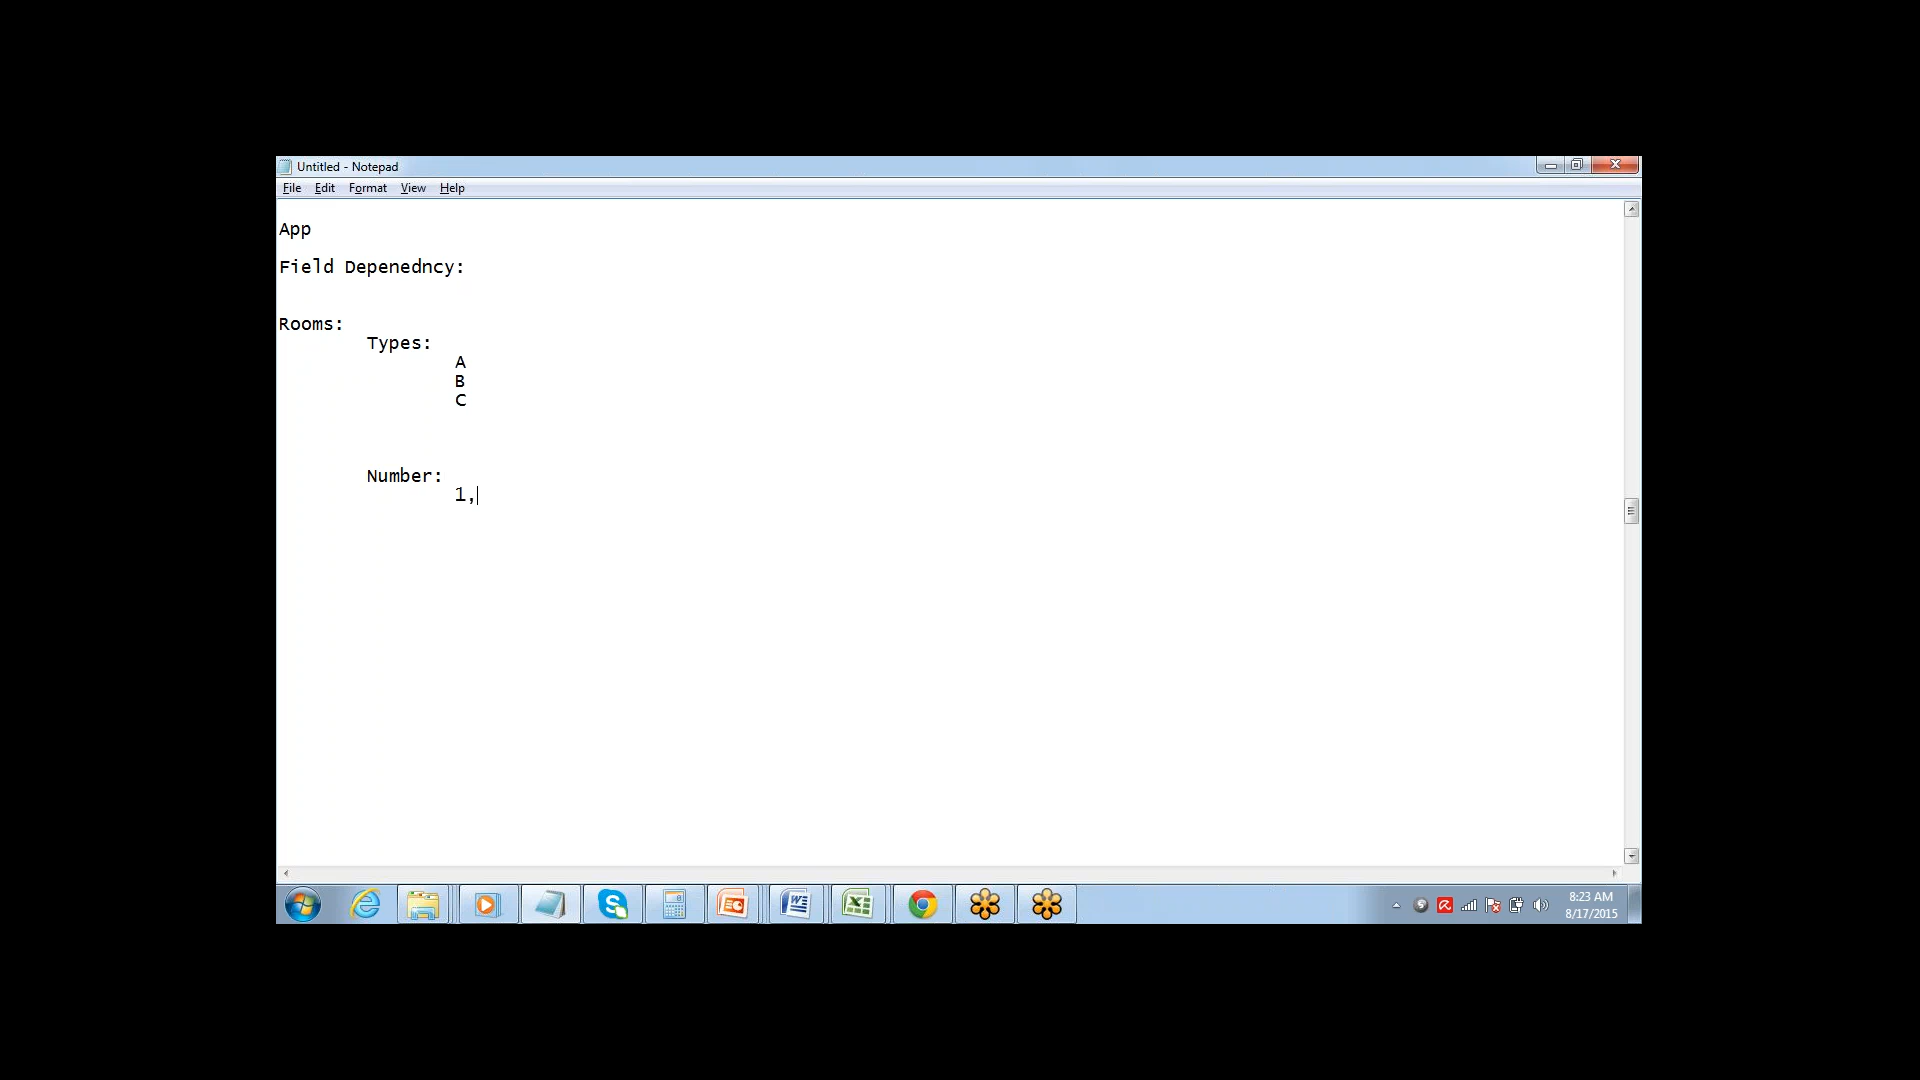 Untitled - Notepad
File Edit Format View Help
App
Field Depenedncy:
Rooms:
Types:
A
B
C
Number:
1,
8:23 AM
8/17/2015